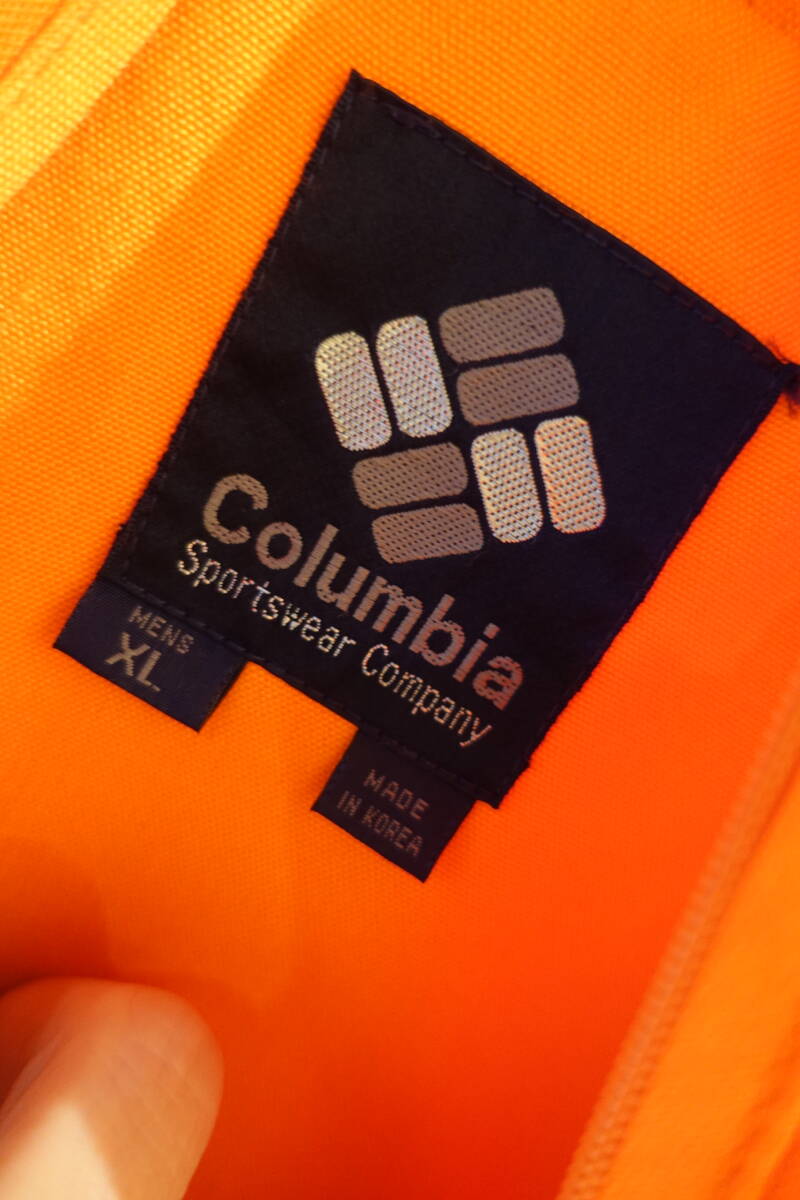 Columbia
Sportswear Company
MENS
XL
MADE
IN KOREA